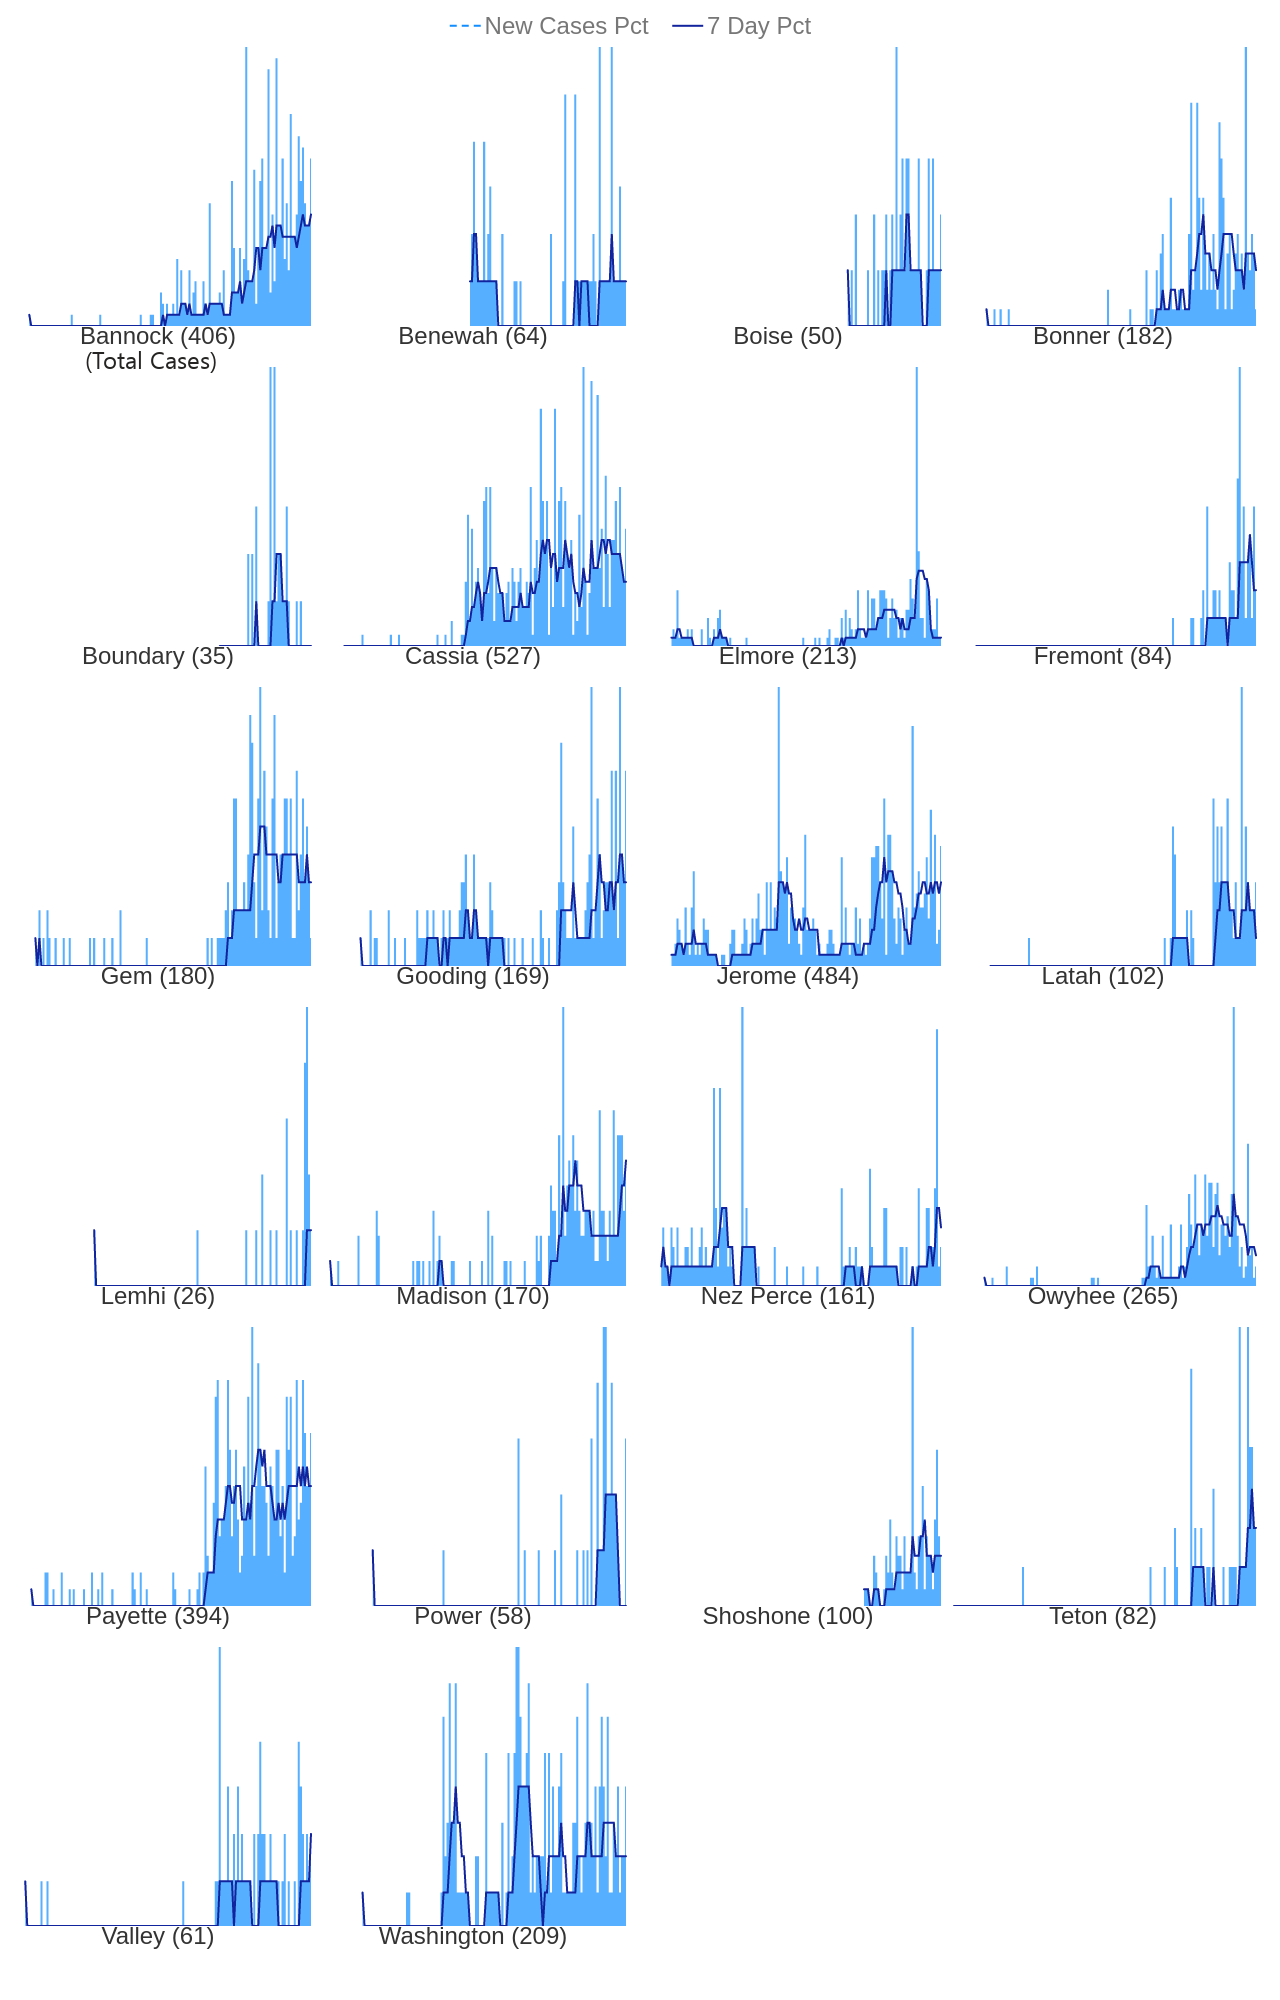 New Cases Pct 7 Day Pct
Bannock (406) Benewah (64) Boise (50) Bonner (182)
(Total Cases)
Boundary (35) Cassia (527) Elmore (213) Fremont (84)
Gem (180) Gooding (169) Jerome (484) Latah (102)
Lemhi (26) Madison (170) Nez Perce (161) Owyhee (265)
Payette (394) Power (58) Shoshone (100) Teton (82)
Valley (61) Washington (209)